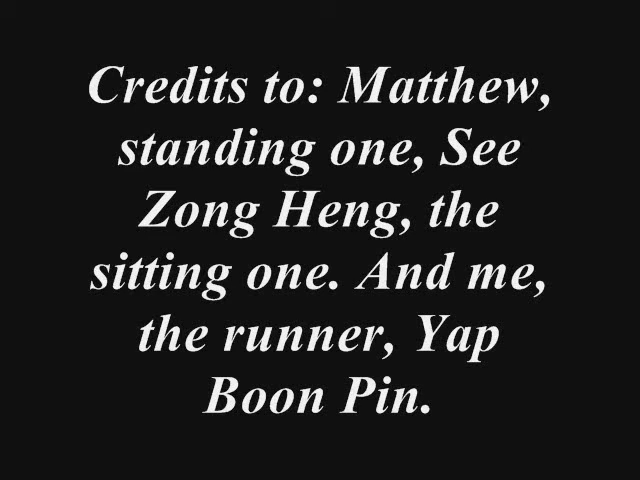 Credits to: Matthew,
standing one, See
Zong Heng, the
sitting one. And me,
the runner, Yap
Boon Pin.